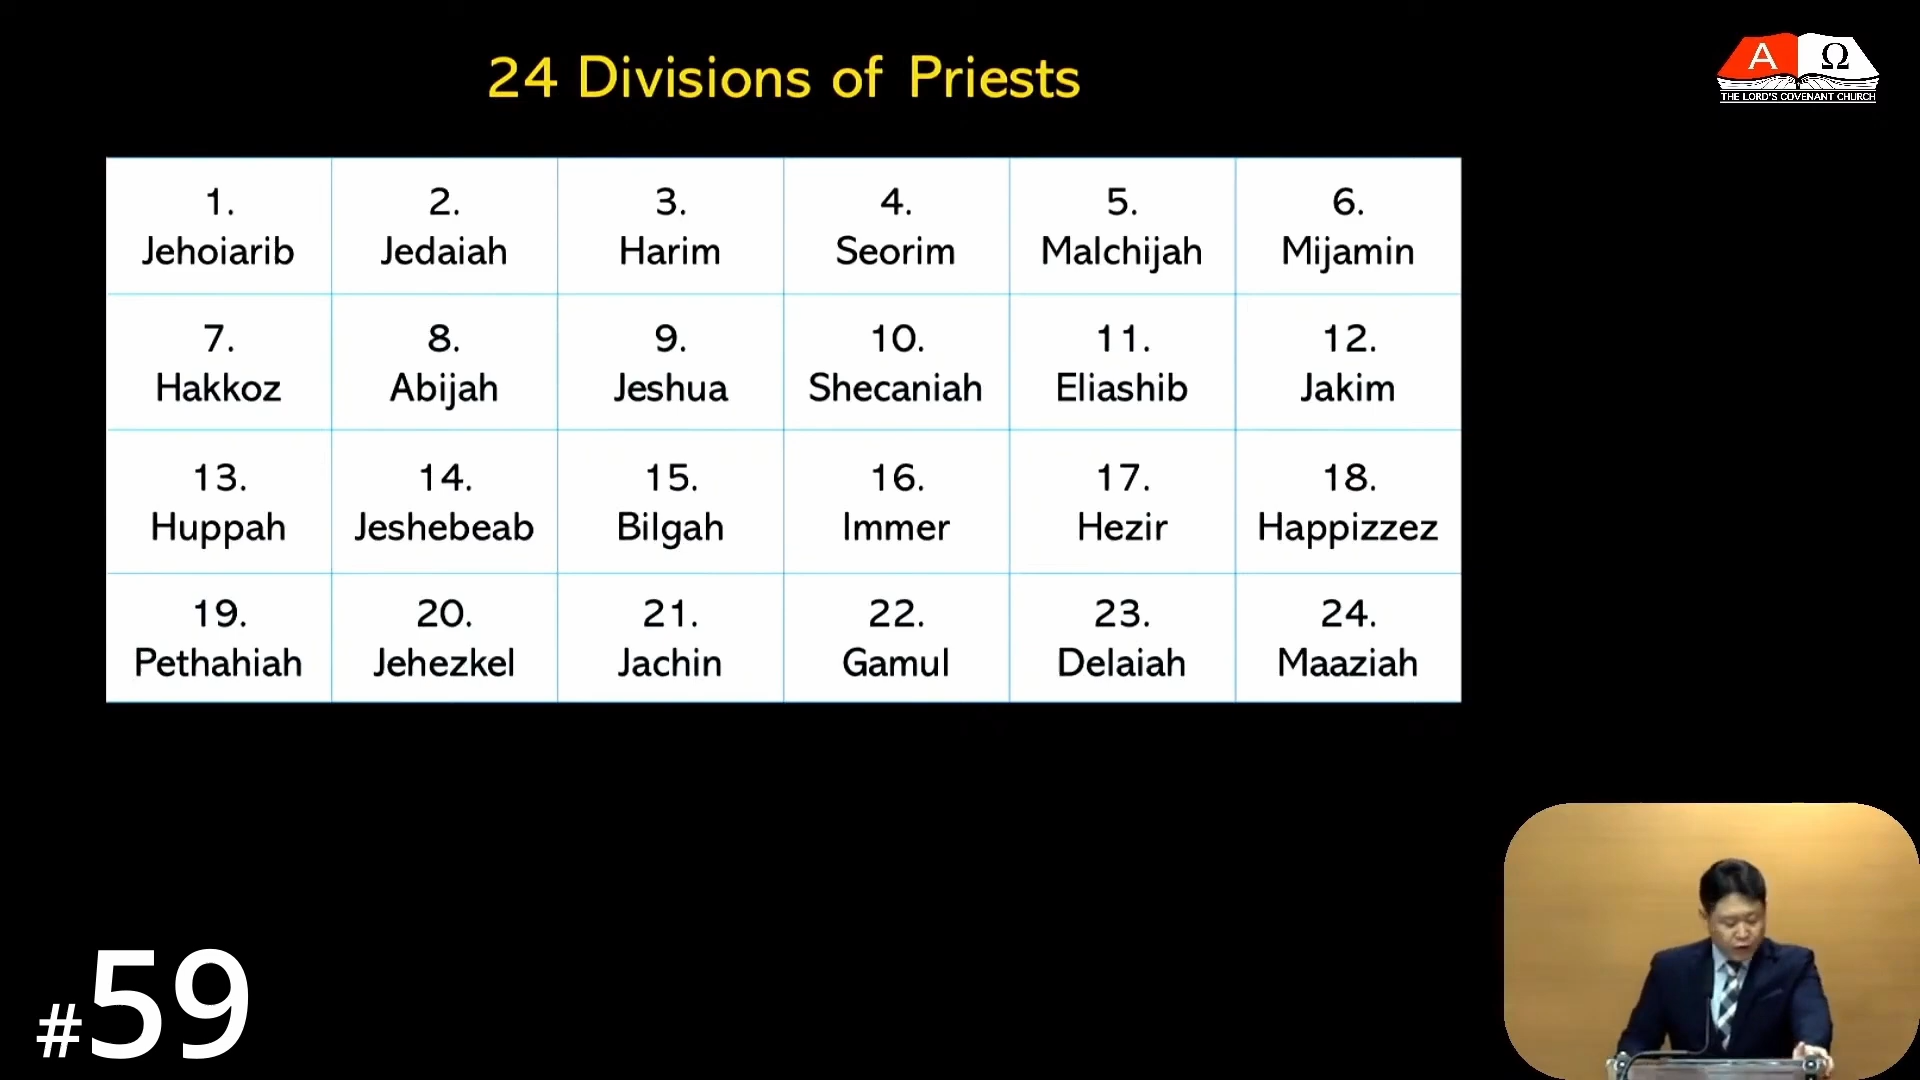 24 Divisions of Priests
A Ω
THE LORD'S COVENANT CHURCH
1.
Jehoiarib
2.
Jedaiah
3.
Harim
4.
Seorim
5.
Malchijah
6.
Mijamin
7.
Hakkoz
8.
Abijah
9.
Jeshua
10.
Shecaniah
11.
Eliashib
12.
Jakim
13.
Huppah
14.
Jeshebeab
15.
Bilgah
16.
Immer
17.
Hezir
18.
Happizzez
19.
Pethahiah
20.
Jehezkel
21.
Jachin
22.
Gamul
23.
Delaiah
24.
Maaziah
#59